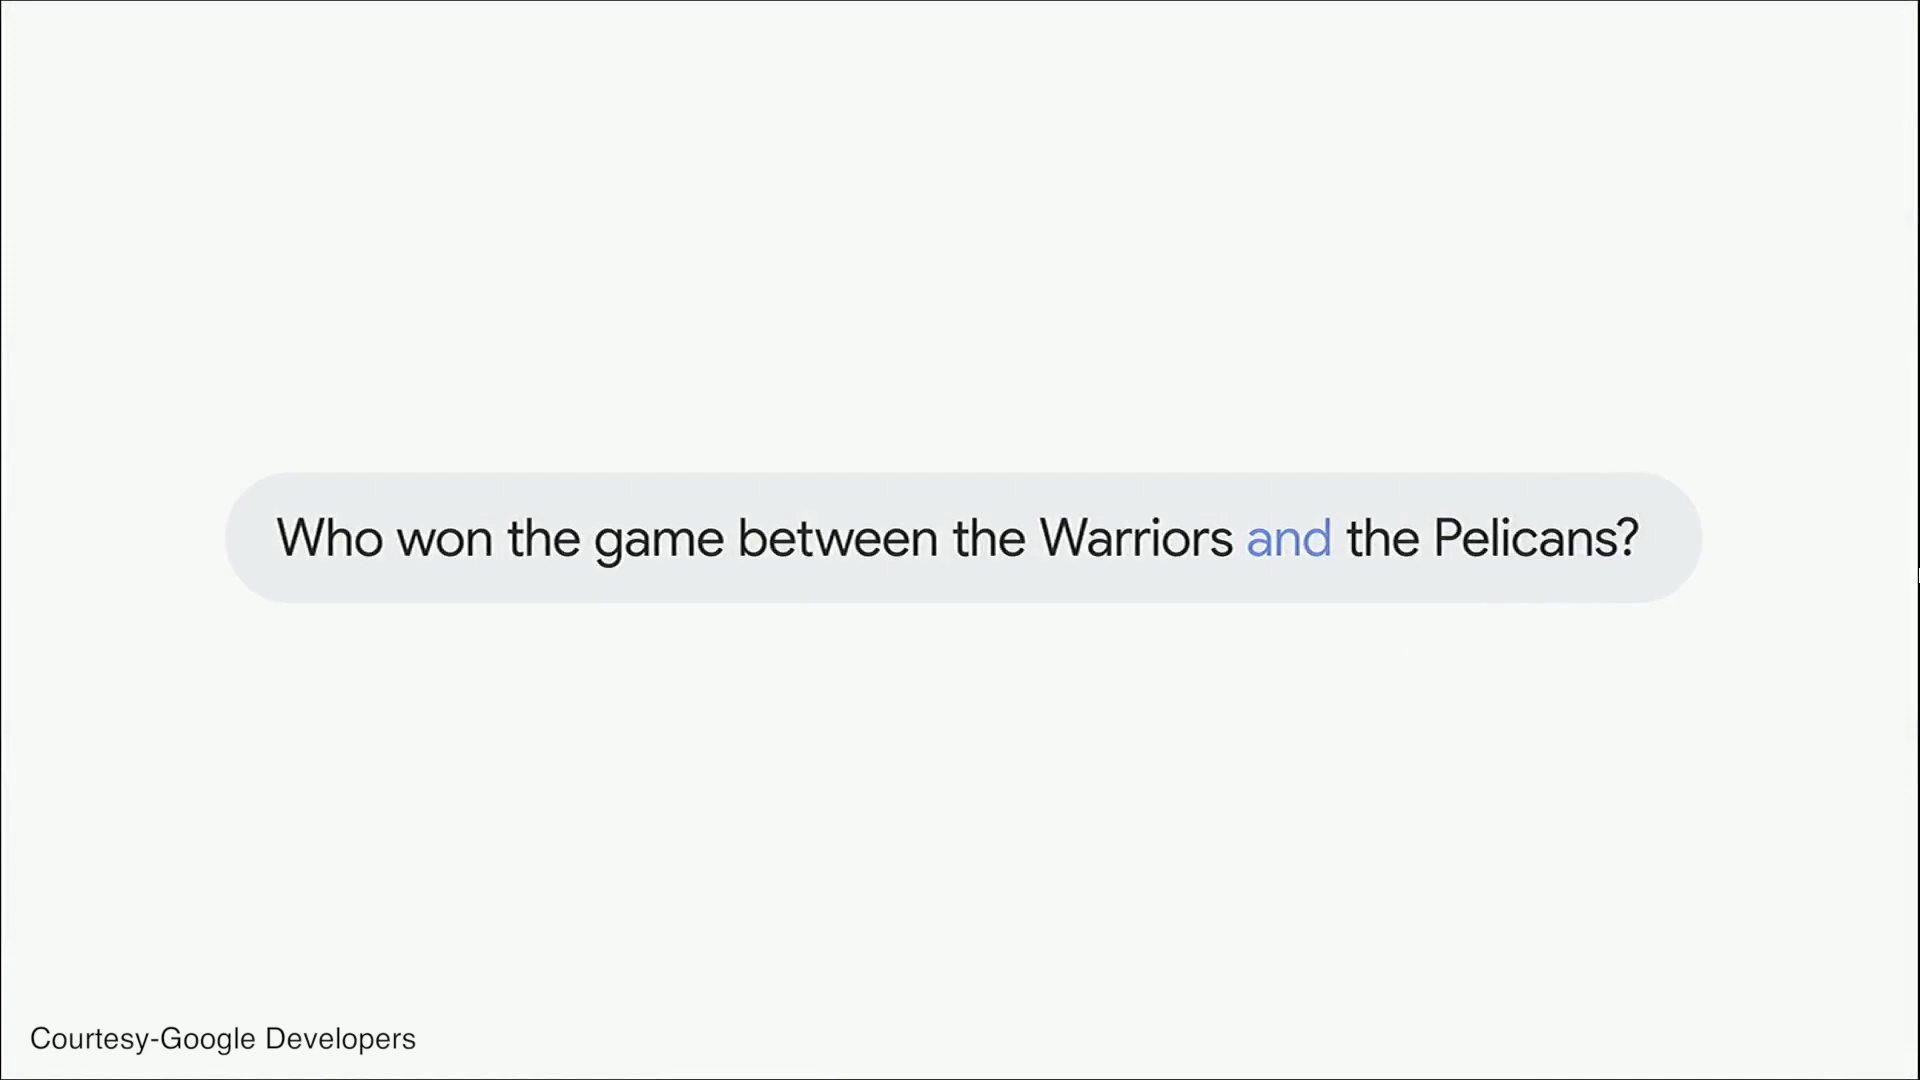 Who won the game between the Warriors and the Pelicans?
Courtesy-Google Developers